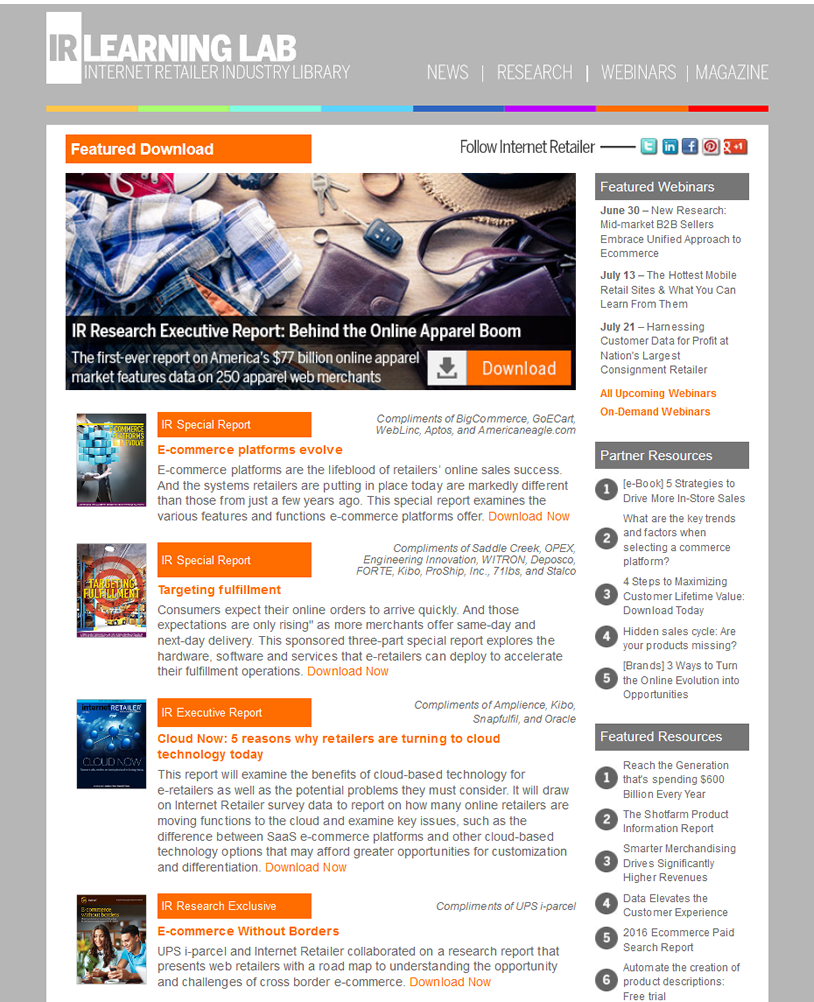 IR LEARNING LAB
INTERNET RETAILER INDUSTRY LIBRARY
NEWS | RESEARCH | WEBINARS | MAGAZINE
Featured Download
Follow Internet Retailer
IR Research Executive Report: Behind the Online Apparel Boom
The first-ever report on America's $77 billion online apparel
market features data on 250 apparel web merchants
Download
E-COMMERCE
PLATFORMS
EVOLVE
IR Special Report
Compliments of BigCommerce, GoECart,
WebLinc, Aptos, and Americaneagle.com
E-commerce platforms evolve
E-commerce platforms are the lifeblood of retailers' online sales success.
And the systems retailers are putting in place today are markedly different
than those from just a few years ago. This special report examines the
various features and functions e-commerce platforms offer. Download Now
TARGETING
FULFILLMENT
IR Special Report
Compliments of Saddle Creek, OPEX,
Engineering Innovation, WITRON, Deposco,
FORTE, Kibo, ProShip, Inc., 71lbs, and Stalco
Targeting fulfillment
Consumers expect their online orders to arrive quickly. And those
expectations are only rising" as more merchants offer same-day and
next-day delivery. This sponsored three-part special report explores the
hardware, software and services that e-retailers can deploy to accelerate
their fulfillment operations. Download Now
internet RETAILER
CLOUD NOW
IR Executive Report
Compliments of Amplience, Kibo,
Snapfulfil, and Oracle
Cloud Now: 5 reasons why retailers are turning to cloud
technology today
This report will examine the benefits of cloud-based technology for
e-retailers as well as the potential problems they must consider. It will draw
on Internet Retailer survey data to report on how many online retailers are
moving functions to the cloud and examine key issues, such as the
difference between SaaS e-commerce platforms and other cloud-based
technology options that may afford greater opportunities for customization
and differentiation. Download Now
E-commerce
without borders
IR Research Exclusive
Compliments of UPS i-parcel
E-Commerce Without Borders
UPS i-parcel and Internet Retailer collaborated on a research report that
presents web retailers with a road map to understanding the opportunity
and challenges of cross border e-commerce. Download Now
Featured Webinars
June 30 – New Research:
Mid-market B2B Sellers
Embrace Unified Approach to
Ecommerce
July 13 – The Hottest Mobile
Retail Sites & What You Can
Learn From Them
July 21 – Harnessing
Customer Data for Profit at
Nation's Largest
Consignment Retailer
All Upcoming Webinars
On-Demand Webinars
Partner Resources
1 [e-Book] 5 Strategies to
Drive More In-Store Sales
2 What are the key trends
and factors when
selecting a commerce
platform?
3 4 Steps to Maximizing
Customer Lifetime Value:
Download Today
4 Hidden sales cycle: Are
your products missing?
5 [Brands] 3 Ways to Turn
the Online Evolution into
Opportunities
Featured Resources
1 Reach the Generation
that's spending $600
Billion Every Year
2 The Shotfarm Product
Information Report
3 Smarter Merchandising
Drives Significantly
Higher Revenues
4 Data Elevates the
Customer Experience
5 2016 Ecommerce Paid
Search Report
6 Automate the creation of
product descriptions:
Free trial